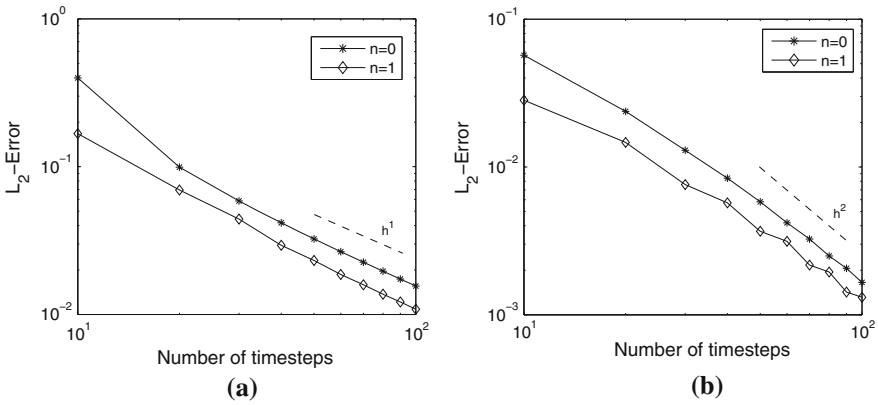 10^0
10^-1
10^-2
10^1
10^2
L_2-Error
Number of timesteps
n=0
n=1
h^1
(a)
10^-1
10^-2
10^-3
10^1
10^2
L_2-Error
Number of timesteps
n=0
n=1
h^2
(b)